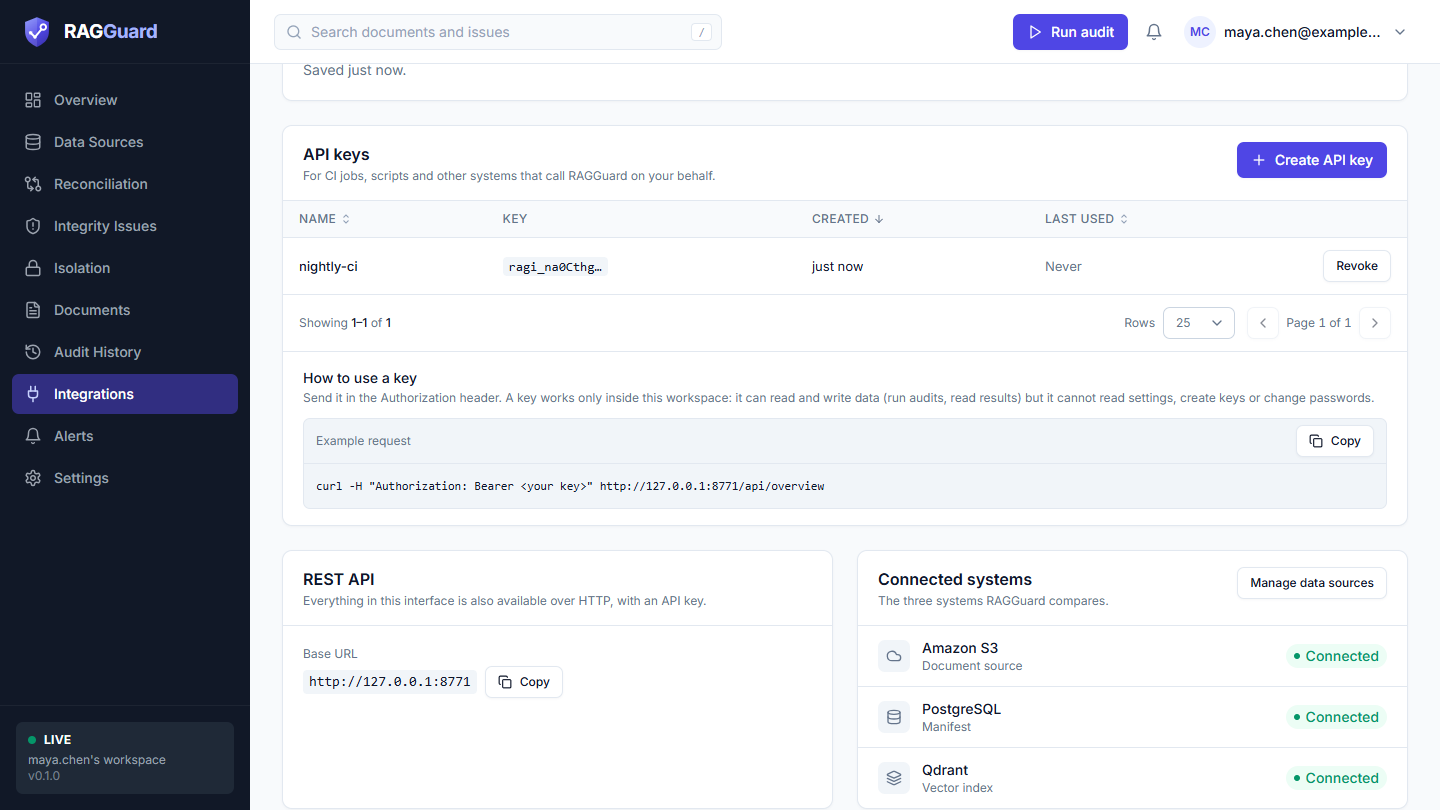 RAGGuard
Search documents and issues
/
Run audit
MC
maya.chen@example...
Overview
Data Sources
Reconciliation
Integrity Issues
Isolation
Documents
Audit History
Integrations
Alerts
Settings
LIVE
maya.chen's workspace
v0.1.0
Saved just now.
API keys
For CI jobs, scripts and other systems that call RAGGuard on your behalf.
Create API key
NAME KEY CREATED LAST USED
nightly-ci ragi_na0Cthg… just now Never Revoke
Showing 1–1 of 1 Rows 25 Page 1 of 1
How to use a key
Send it in the Authorization header. A key works only inside this workspace: it can read and write data (run audits, read results) but it cannot read settings, create keys or change passwords.
Example request Copy
curl -H "Authorization: Bearer <your key>" http://127.0.0.1:8771/api/overview
REST API
Everything in this interface is also available over HTTP, with an API key.
Base URL
http://127.0.0.1:8771 Copy
Connected systems
The three systems RAGGuard compares.
Manage data sources
Amazon S3
Document source
Connected
PostgreSQL
Manifest
Connected
Qdrant
Vector index
Connected